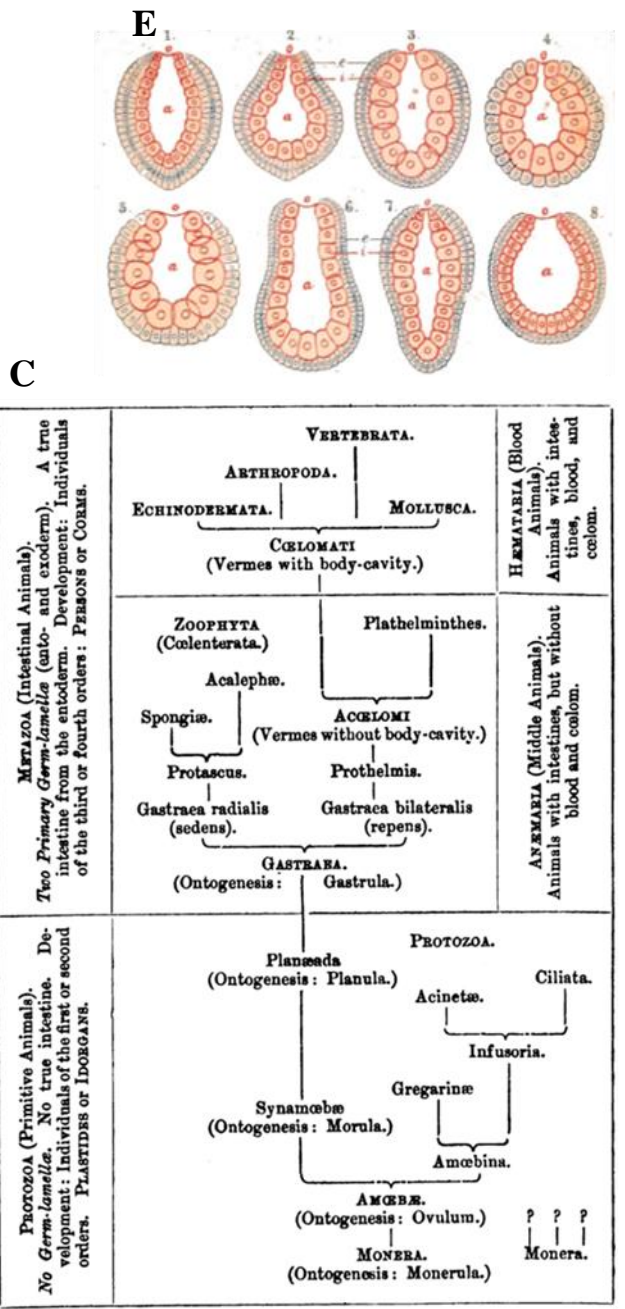 E
1. 2. 3. 4.
o o o o
e
i
a a a a
5. 6. 7. 8.
o o o o
e
i
a a a a
C
METAZOA (Intestinal Animals).
Two Primary Germ-lamellæ (ento- and exoderm). A true
intestine from the entoderm. Development: Individuals
of the third or fourth orders: PERSONS or CORMS.
VERTEBRATA.
ARTHROPODA.
ECHINODERMATA. MOLLUSCA.
CŒLOMATI
(Vermes with body-cavity.)
HÆMATARIA (Blood
Animals).
Animals with intes-
tines, blood, and
cœlom.
ZOOPHYTA
(Cœlenterata.)
Plathelminthes.
Acalephæ.
Spongiæ.
ACŒLOMI
(Vermes without body-cavity.)
Protascus. Prothelmis.
Gastraea radialis
(sedens).
Gastraea bilateralis
(repens).
GASTRAEA.
(Ontogenesis: Gastrula.)
ANÆMARIA (Middle Animals).
Animals with intestines, but without
blood and cœlom.
PROTOZOA (Primitive Animals).
No Germ-lamellæ. No true intestine. De-
velopment: Individuals of the first or second
orders. PLASTIDES or IDORGANS.
PROTOZOA.
Planæada
(Ontogenesis: Planula.)
Ciliata.
Acinetæ.
Infusoria.
Gregarinæ
Synamœbæ
(Ontogenesis: Morula.)
Amœbina.
AMŒBÆ.
(Ontogenesis: Ovulum.)
? ? ?
MONERA.
Monera.
(Ontogenesis: Monerula.)